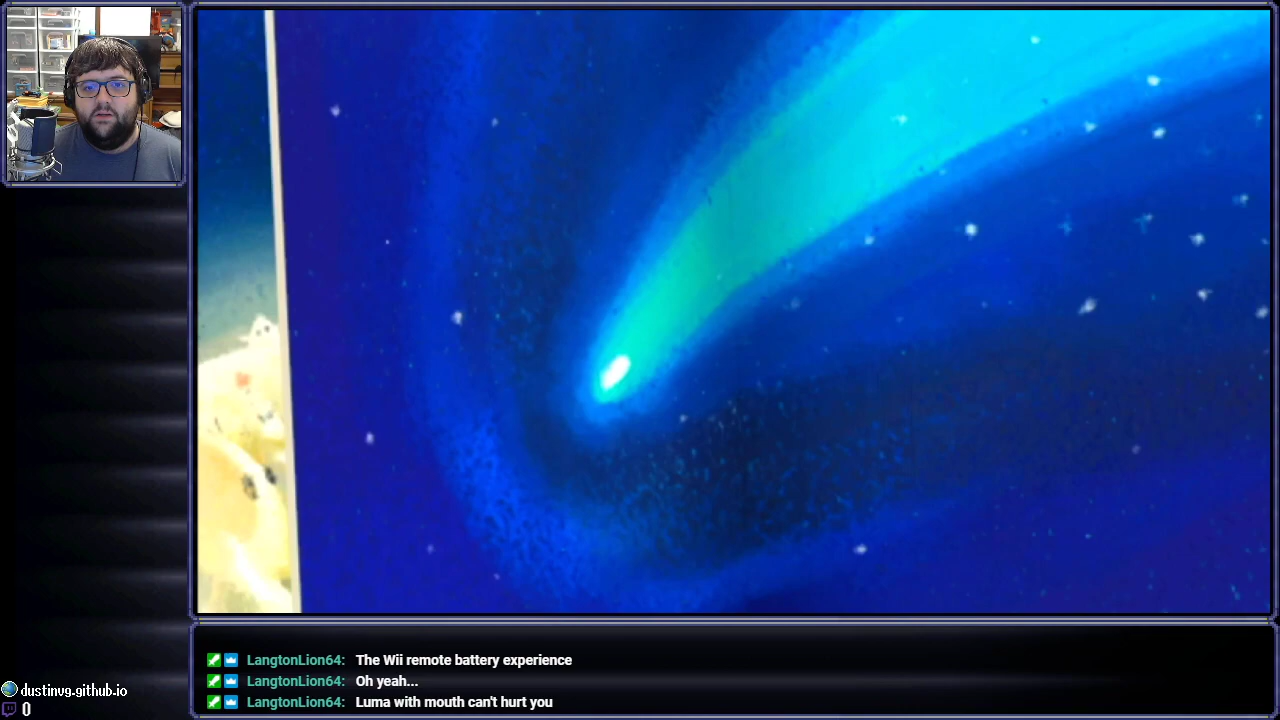 LangtonLion64: The Wii remote battery experience
LangtonLion64: Oh yeah...
LangtonLion64: Luma with mouth can't hurt you
dustinvg.github.io
0